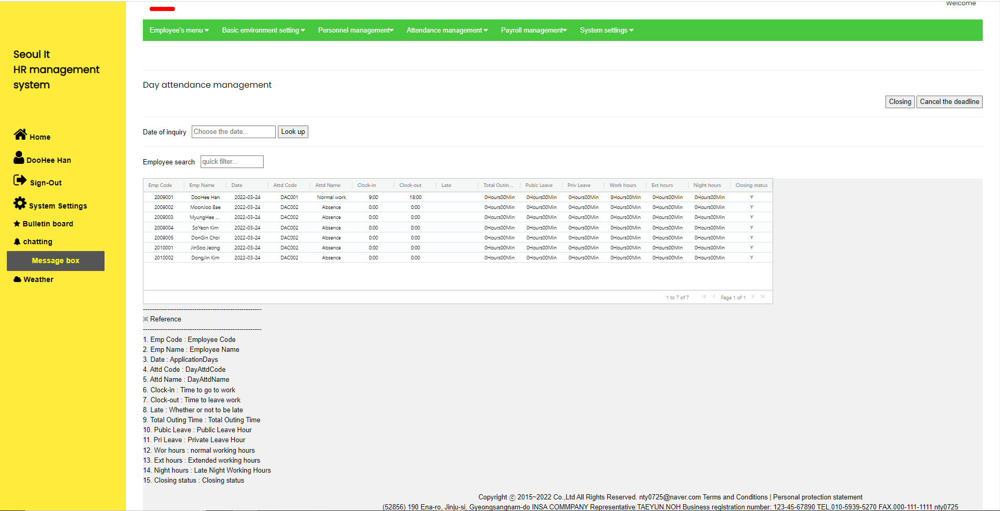 Welcome
Employee's menu Basic environment setting Personnel management Attendance management Payroll management System settings
Seoul It
HR management
system
Home
DooHee Han
Sign-Out
System Settings
Bulletin board
chatting
Message box
Weather
Day attendance management
Closing Cancel the deadline
Date of inquiry Choose the date... Look up
Employee search quick filter...
Emp Code Emp Name Date Attd Code Attd Name Clock-in Clock-out Late Total Outin... Pubic Leave Priv Leave Work hours Ext hours Night hours Closing status
2009001 DooHee Han 2022-03-24 DAC001 Normal work 9:00 18:00 0Hours00Min 0Hours00Min 0Hours00Min 8Hours00Min 0Hours00Min 0Hours00Min Y
2009002 MoonJoo Bae 2022-03-24 DAC002 Absence 0:00 0:00 0Hours00Min 0Hours00Min 0Hours00Min 0Hours00Min 0Hours00Min 0Hours00Min Y
2009003 MyungHee ... 2022-03-24 DAC002 Absence 0:00 0:00 0Hours00Min 0Hours00Min 0Hours00Min 0Hours00Min 0Hours00Min 0Hours00Min Y
2009004 SoYeon Kim 2022-03-24 DAC002 Absence 0:00 0:00 0Hours00Min 0Hours00Min 0Hours00Min 0Hours00Min 0Hours00Min 0Hours00Min Y
2009005 DonGin Choi 2022-03-24 DAC002 Absence 0:00 0:00 0Hours00Min 0Hours00Min 0Hours00Min 0Hours00Min 0Hours00Min 0Hours00Min Y
2010001 JinSoo Jeong 2022-03-24 DAC002 Absence 0:00 0:00 0Hours00Min 0Hours00Min 0Hours00Min 0Hours00Min 0Hours00Min 0Hours00Min Y
2010002 DongJin Kim 2022-03-24 DAC002 Absence 0:00 0:00 0Hours00Min 0Hours00Min 0Hours00Min 0Hours00Min 0Hours00Min 0Hours00Min Y
1 to 7 of 7 Page 1 of 1
-----------------------------------------------------
※ Reference
-----------------------------------------------------
1. Emp Code : Employee Code
2. Emp Name : Employee Name
3. Date : ApplicationDays
4. Attd Code : DayAttdCode
5. Attd Name : DayAttdName
6. Clock-in : Time to go to work
7. Clock-out : Time to leave work
8. Late : Whether or not to be late
9. Total Outing Time : Total Outing Time
10. Pubic Leave : Public Leave Hour
11. Pri Leave : Private Leave Hour
12. Wor hours : normal working hours
13. Ext hours : Extended working hours
14. Night hours : Late Night Working Hours
15. Closing status : Closing status
Copyright ⓒ 2015~2022 Co.,Ltd All Rights Reserved. nty0725@naver.com Terms and Conditions | Personal protection statement
(52856) 190 Ena-ro, Jinju-si, Gyeongsangnam-do INSA COMMPANY Representative:TAEYUN.NOH Business registration number: 123-45-67890 TEL.010-5939-5270 FAX.000-111-1111 nty0725